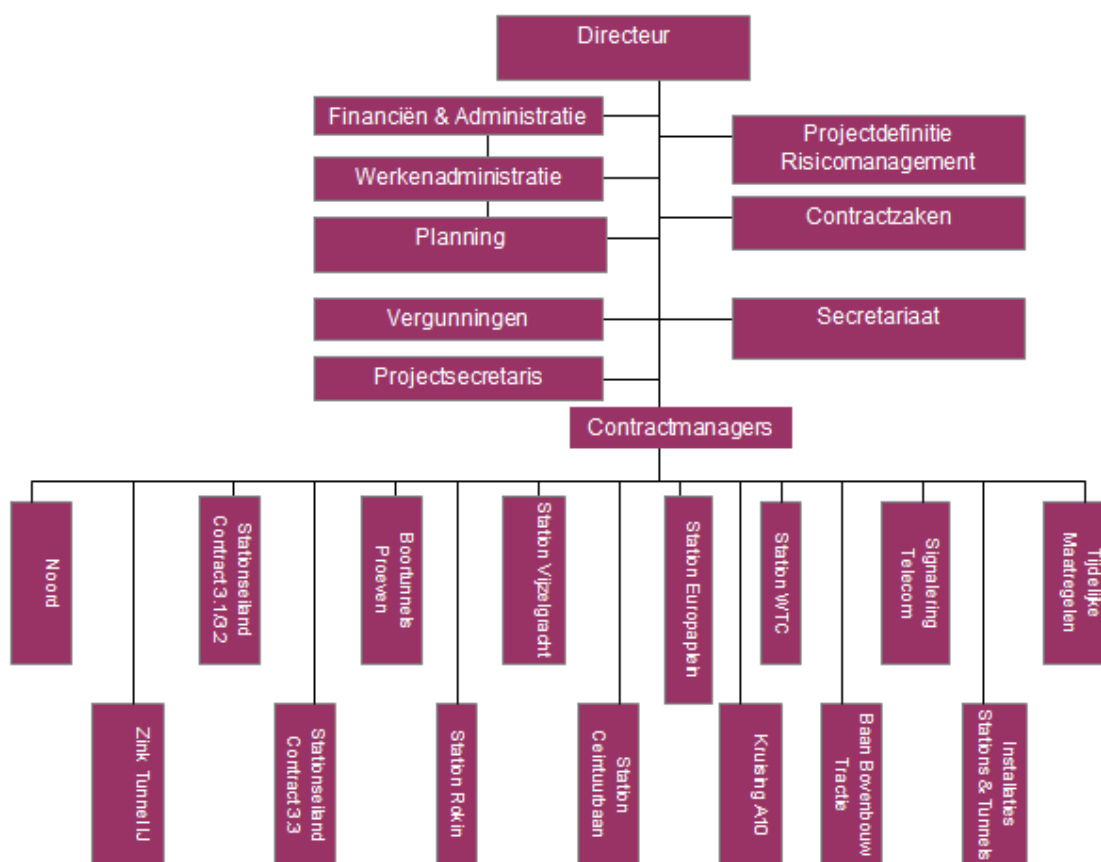 Directeur
Financiën & Administratie
Projectdefinitie
Risicomanagement
Werkenadministratie
Contractzaken
Planning
Vergunningen
Secretariaat
Projectsecretaris
Contractmanagers
Noord
Zink Tunnel IJ
Stationseiland
Contract 3.1/3.2
Stationseiland
Contract 3.3
Boortunnels
Proeven
Station Rokin
Station Vijzelgracht
Station
Ceintuurbaan
Station Europaplein
Kruising A10
Station WTC
Baan Bovenbouw
Tractie
Signalering
Telecom
Installaties
Stations & Tunnels
Tijdelijke
Maatregelen